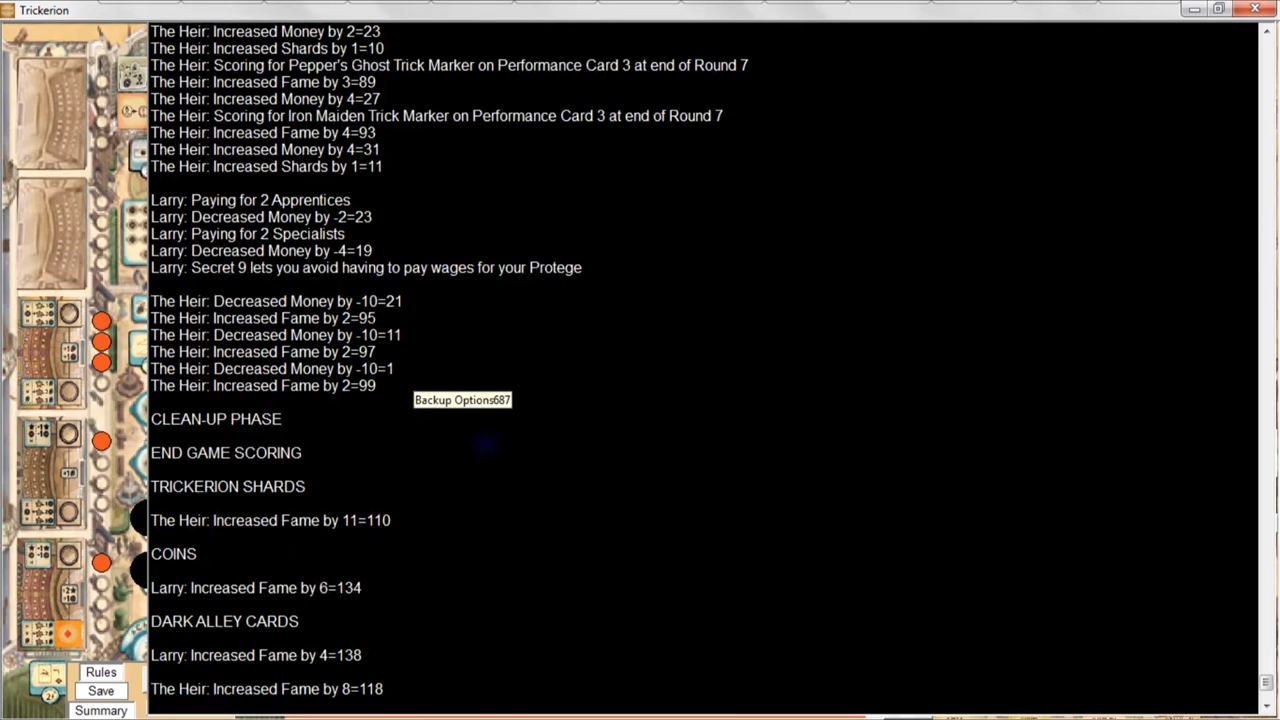 Trickerion
The Heir: Increased Money by 2=23
The Heir: Increased Shards by 1=10
The Heir: Scoring for Pepper's Ghost Trick Marker on Performance Card 3 at end of Round 7
The Heir: Increased Fame by 3=89
The Heir: Increased Money by 4=27
The Heir: Scoring for Iron Maiden Trick Marker on Performance Card 3 at end of Round 7
The Heir: Increased Fame by 4=93
The Heir: Increased Money by 4=31
The Heir: Increased Shards by 1=11
Larry: Paying for 2 Apprentices
Larry: Decreased Money by -2=23
Larry: Paying for 2 Specialists
Larry: Decreased Money by -4=19
Larry: Secret 9 lets you avoid having to pay wages for your Protege
The Heir: Decreased Money by -10=21
The Heir: Increased Fame by 2=95
The Heir: Decreased Money by -10=11
The Heir: Increased Fame by 2=97
The Heir: Decreased Money by -10=1
The Heir: Increased Fame by 2=99
Backup Options687
CLEAN-UP PHASE
END GAME SCORING
TRICKERION SHARDS
The Heir: Increased Fame by 11=110
COINS
Larry: Increased Fame by 6=134
DARK ALLEY CARDS
Larry: Increased Fame by 4=138
The Heir: Increased Fame by 8=118
Rules
Save
Summary